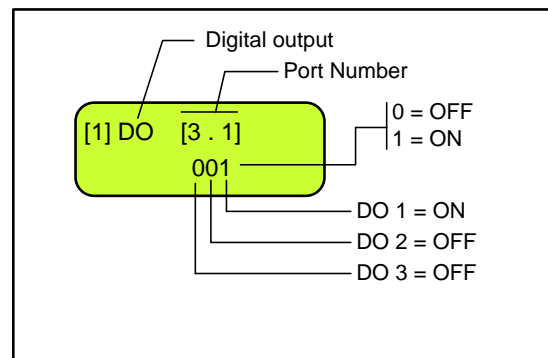 Digital output
Port Number
[1] DO [3 . 1]
001
0 = OFF
1 = ON
DO 1 = ON
DO 2 = OFF
DO 3 = OFF